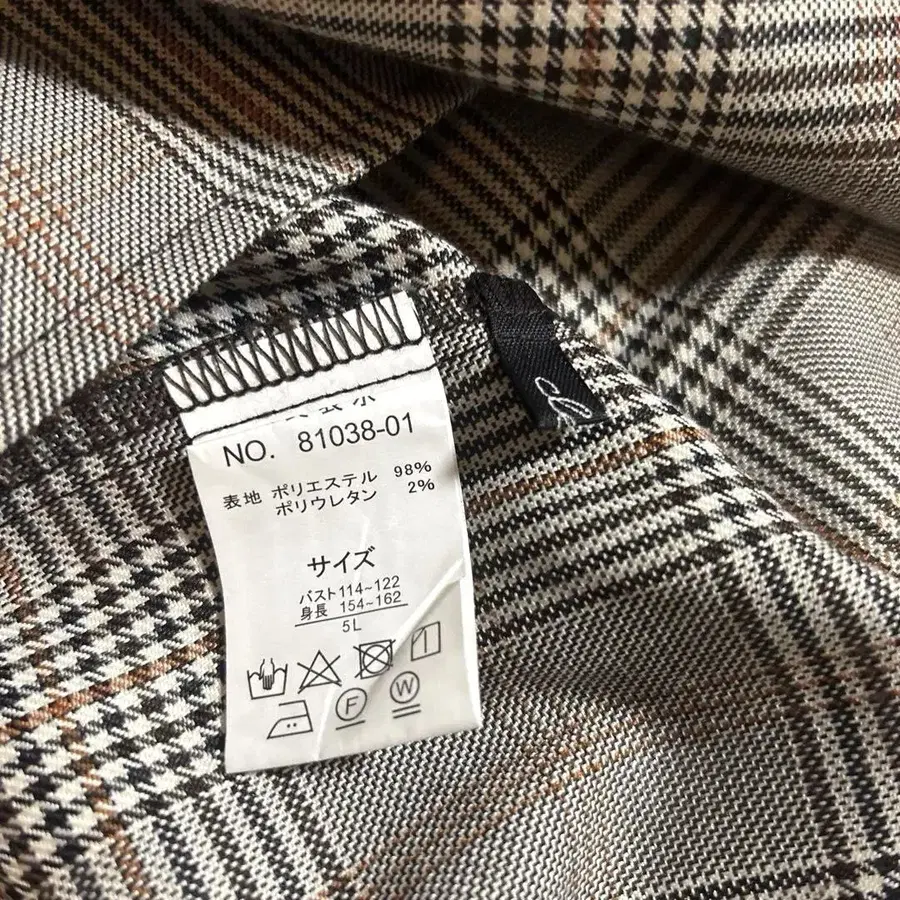 NO. 81038-01
表地 ポリエステル 98%
ポリウレタン 2%
サイズ
バスト114~122
身長 154~162
5L
F
W